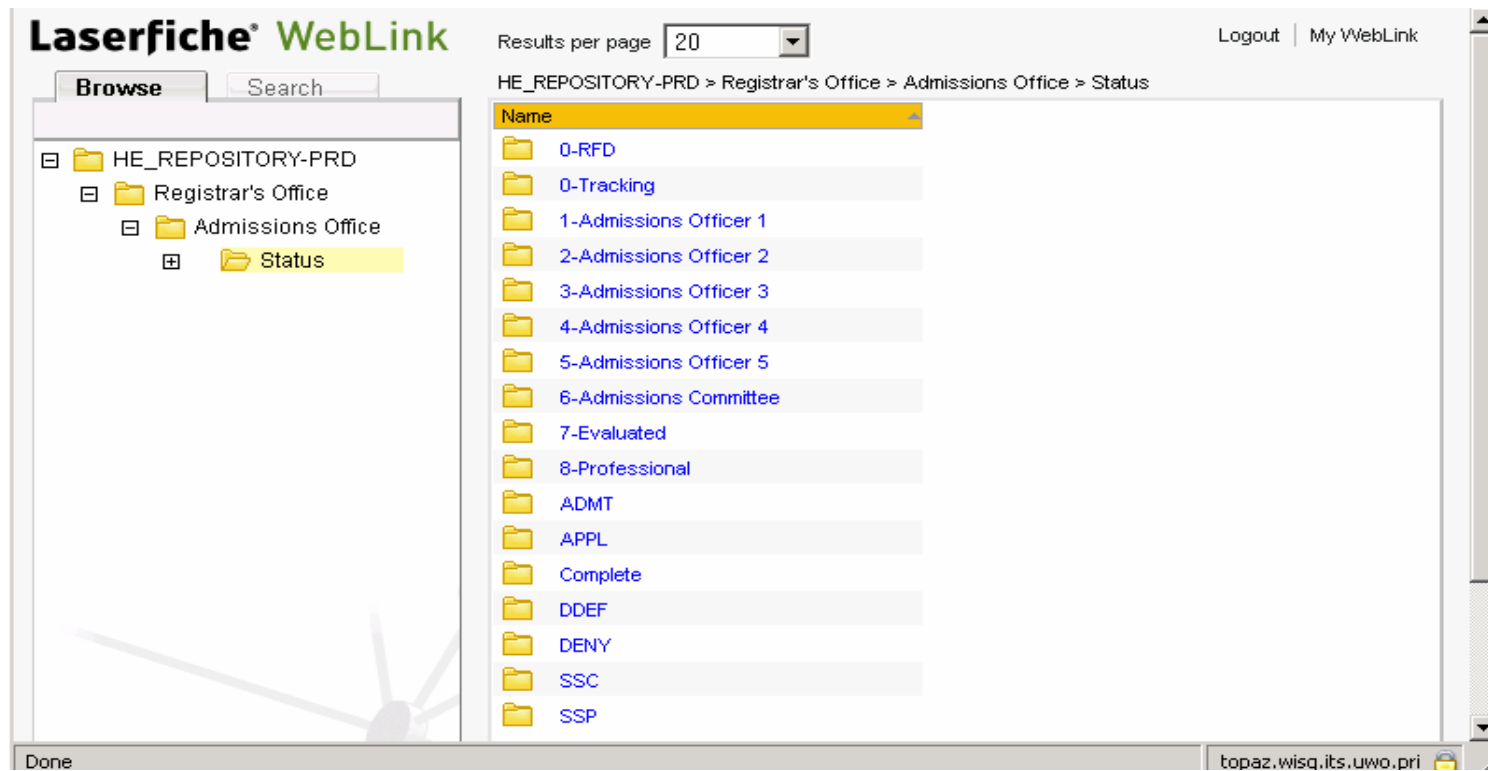 Laserfiche® WebLink
Results per page 20
Logout | My WebLink
Browse Search
HE_REPOSITORY-PRD > Registrar's Office > Admissions Office > Status
HE_REPOSITORY-PRD
Registrar's Office
Admissions Office
Status
Name
0-RFD
0-Tracking
1-Admissions Officer 1
2-Admissions Officer 2
3-Admissions Officer 3
4-Admissions Officer 4
5-Admissions Officer 5
6-Admissions Committee
7-Evaluated
8-Professional
ADMT
APPL
Complete
DDEF
DENY
SSC
SSP
Done
topaz.wisg.its.uwo.pri